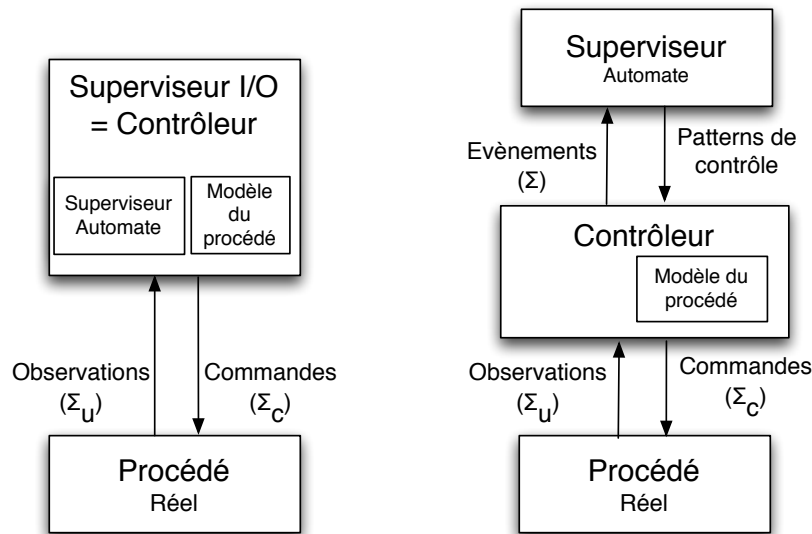 Superviseur I/O
= Contrôleur
Superviseur
Automate
Modèle
du
procédé
Observations
(Σu)
Commandes
(Σc)
Procédé
Réel
Superviseur
Automate
Evènements
(Σ)
Patterns de
contrôle
Contrôleur
Modèle du
procédé
Observations
(Σu)
Commandes
(Σc)
Procédé
Réel